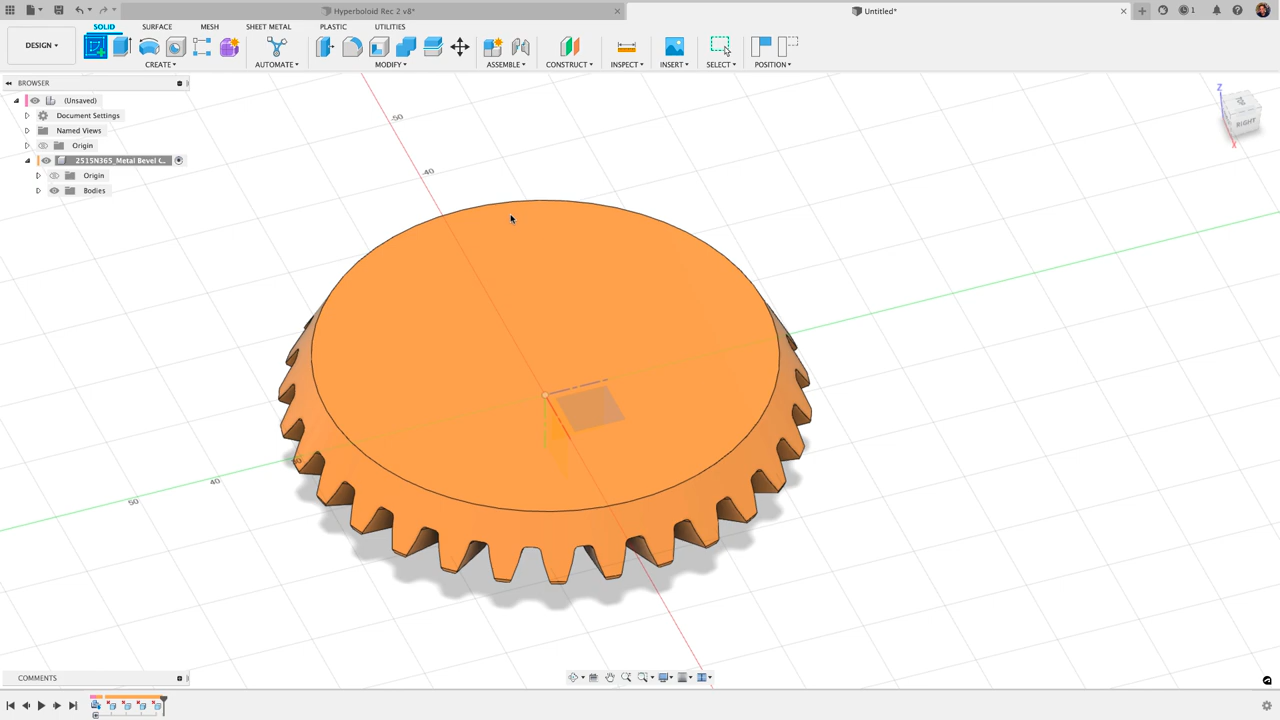 Hyperboloid Rec 2 v8*
Untitled*
1
DESIGN
SOLID
SURFACE
MESH
SHEET METAL
PLASTIC
UTILITIES
CREATE
AUTOMATE
MODIFY
ASSEMBLE
CONSTRUCT
INSPECT
INSERT
SELECT
POSITION
BROWSER
(Unsaved)
Document Settings
Named Views
Origin
2515N365_Metal Bevel G...
Origin
Bodies
-50
-40
40
50
Z
RIGHT
X
COMMENTS